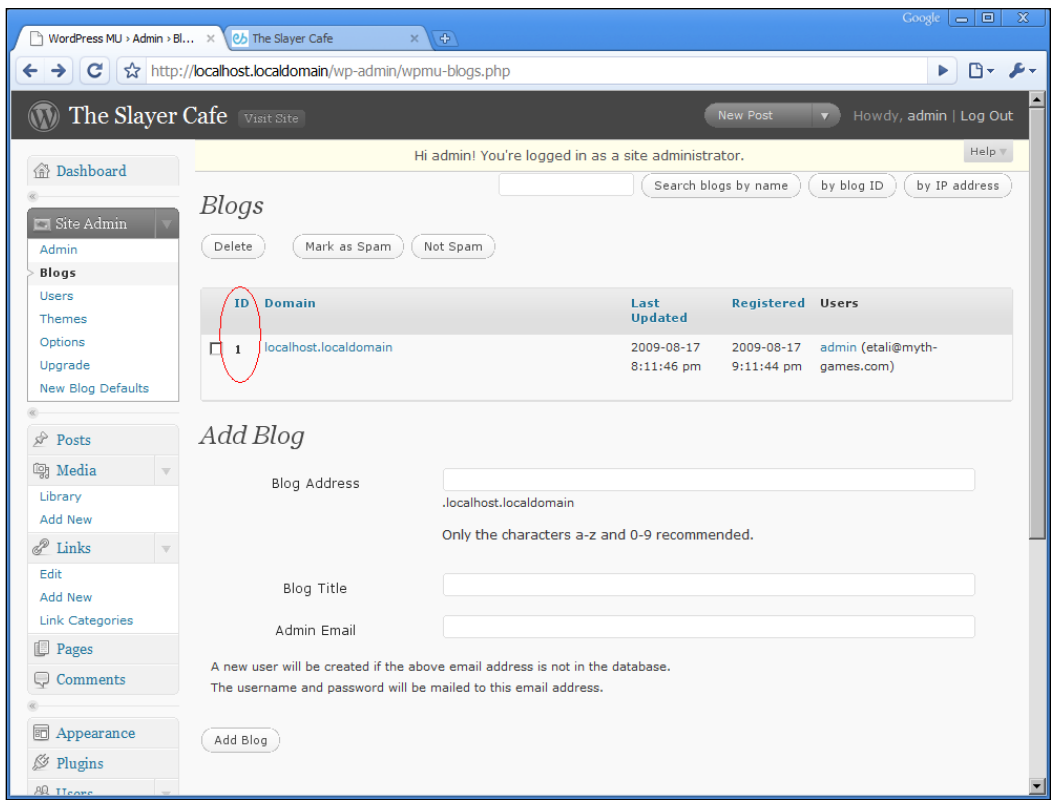 Google
WordPress MU › Admin › Bl...
The Slayer Cafe
http://localhost.localdomain/wp-admin/wpmu-blogs.php
The Slayer Cafe Visit Site
New Post
Howdy, admin | Log Out
Hi admin! You're logged in as a site administrator.
Help
Dashboard
Site Admin
Admin
Blogs
Users
Themes
Options
Upgrade
New Blog Defaults
Posts
Media
Library
Add New
Links
Edit
Add New
Link Categories
Pages
Comments
Appearance
Plugins
Users
Search blogs by name
by blog ID
by IP address
Blogs
Delete
Mark as Spam
Not Spam
ID Domain Last Updated Registered Users
1 localhost.localdomain 2009-08-17 2009-08-17 admin (etali@myth-
8:11:46 pm 9:11:44 pm games.com)
Add Blog
Blog Address
.localhost.localdomain
Only the characters a-z and 0-9 recommended.
Blog Title
Admin Email
A new user will be created if the above email address is not in the database.
The username and password will be mailed to this email address.
Add Blog